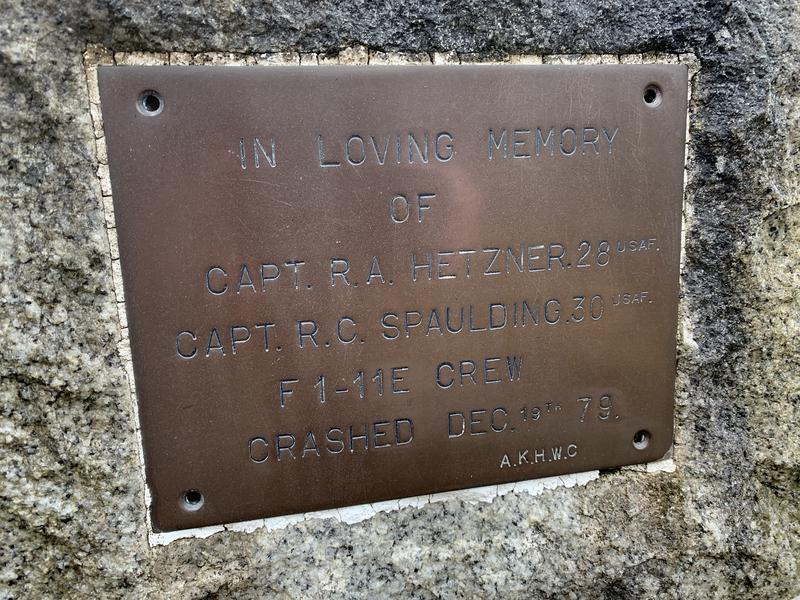 IN LOVING MEMORY
OF
CAPT. R.A. HETZNER.28 USAF.
CAPT. R.C. SPAULDING.30 USAF.
F 1-11E CREW
CRASHED DEC. 19TH 79.
A.K.H.W.C